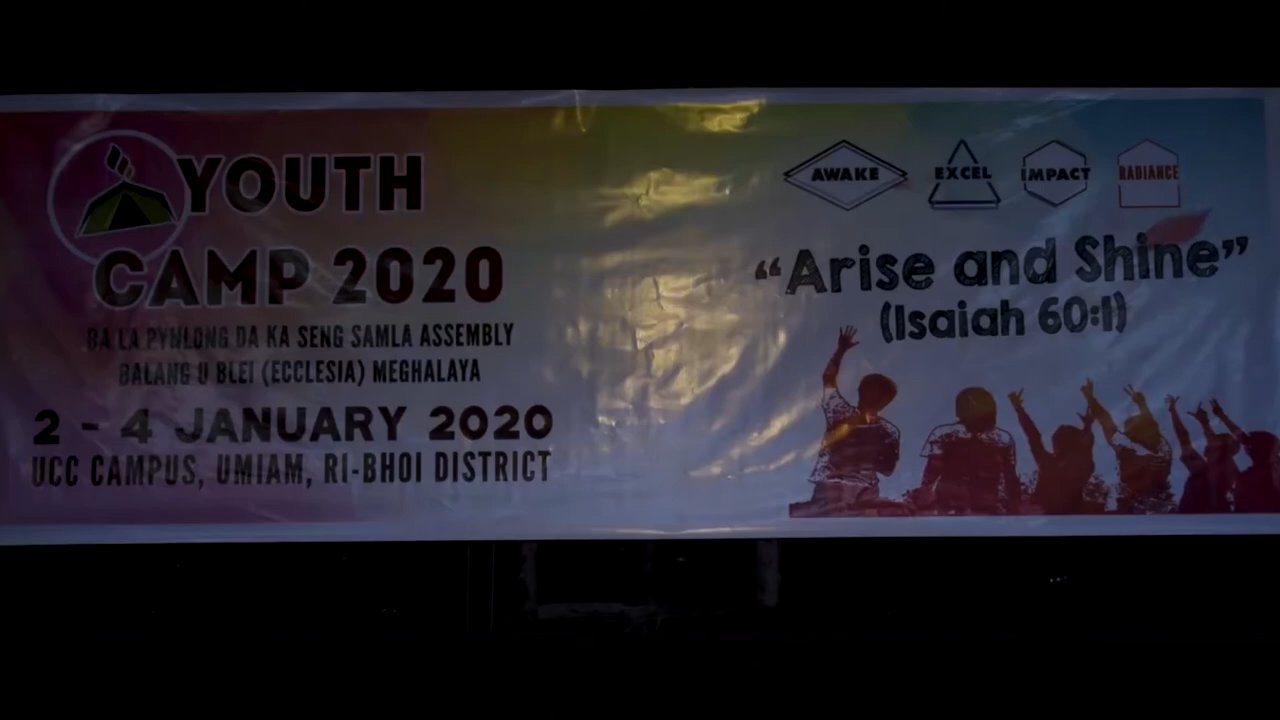 YOUTH
CAMP 2020
BA LA PYNLONG DA KA SENG SAMLA ASSEMBLY
BALANG U BLEI (ECCLESIA) MEGHALAYA
2 - 4 JANUARY 2020
UCC CAMPUS, UMIAM, RI-BHOI DISTRICT
AWAKE EXCEL IMPACT RADIANCE
“Arise and Shine”
(Isaiah 60:1)